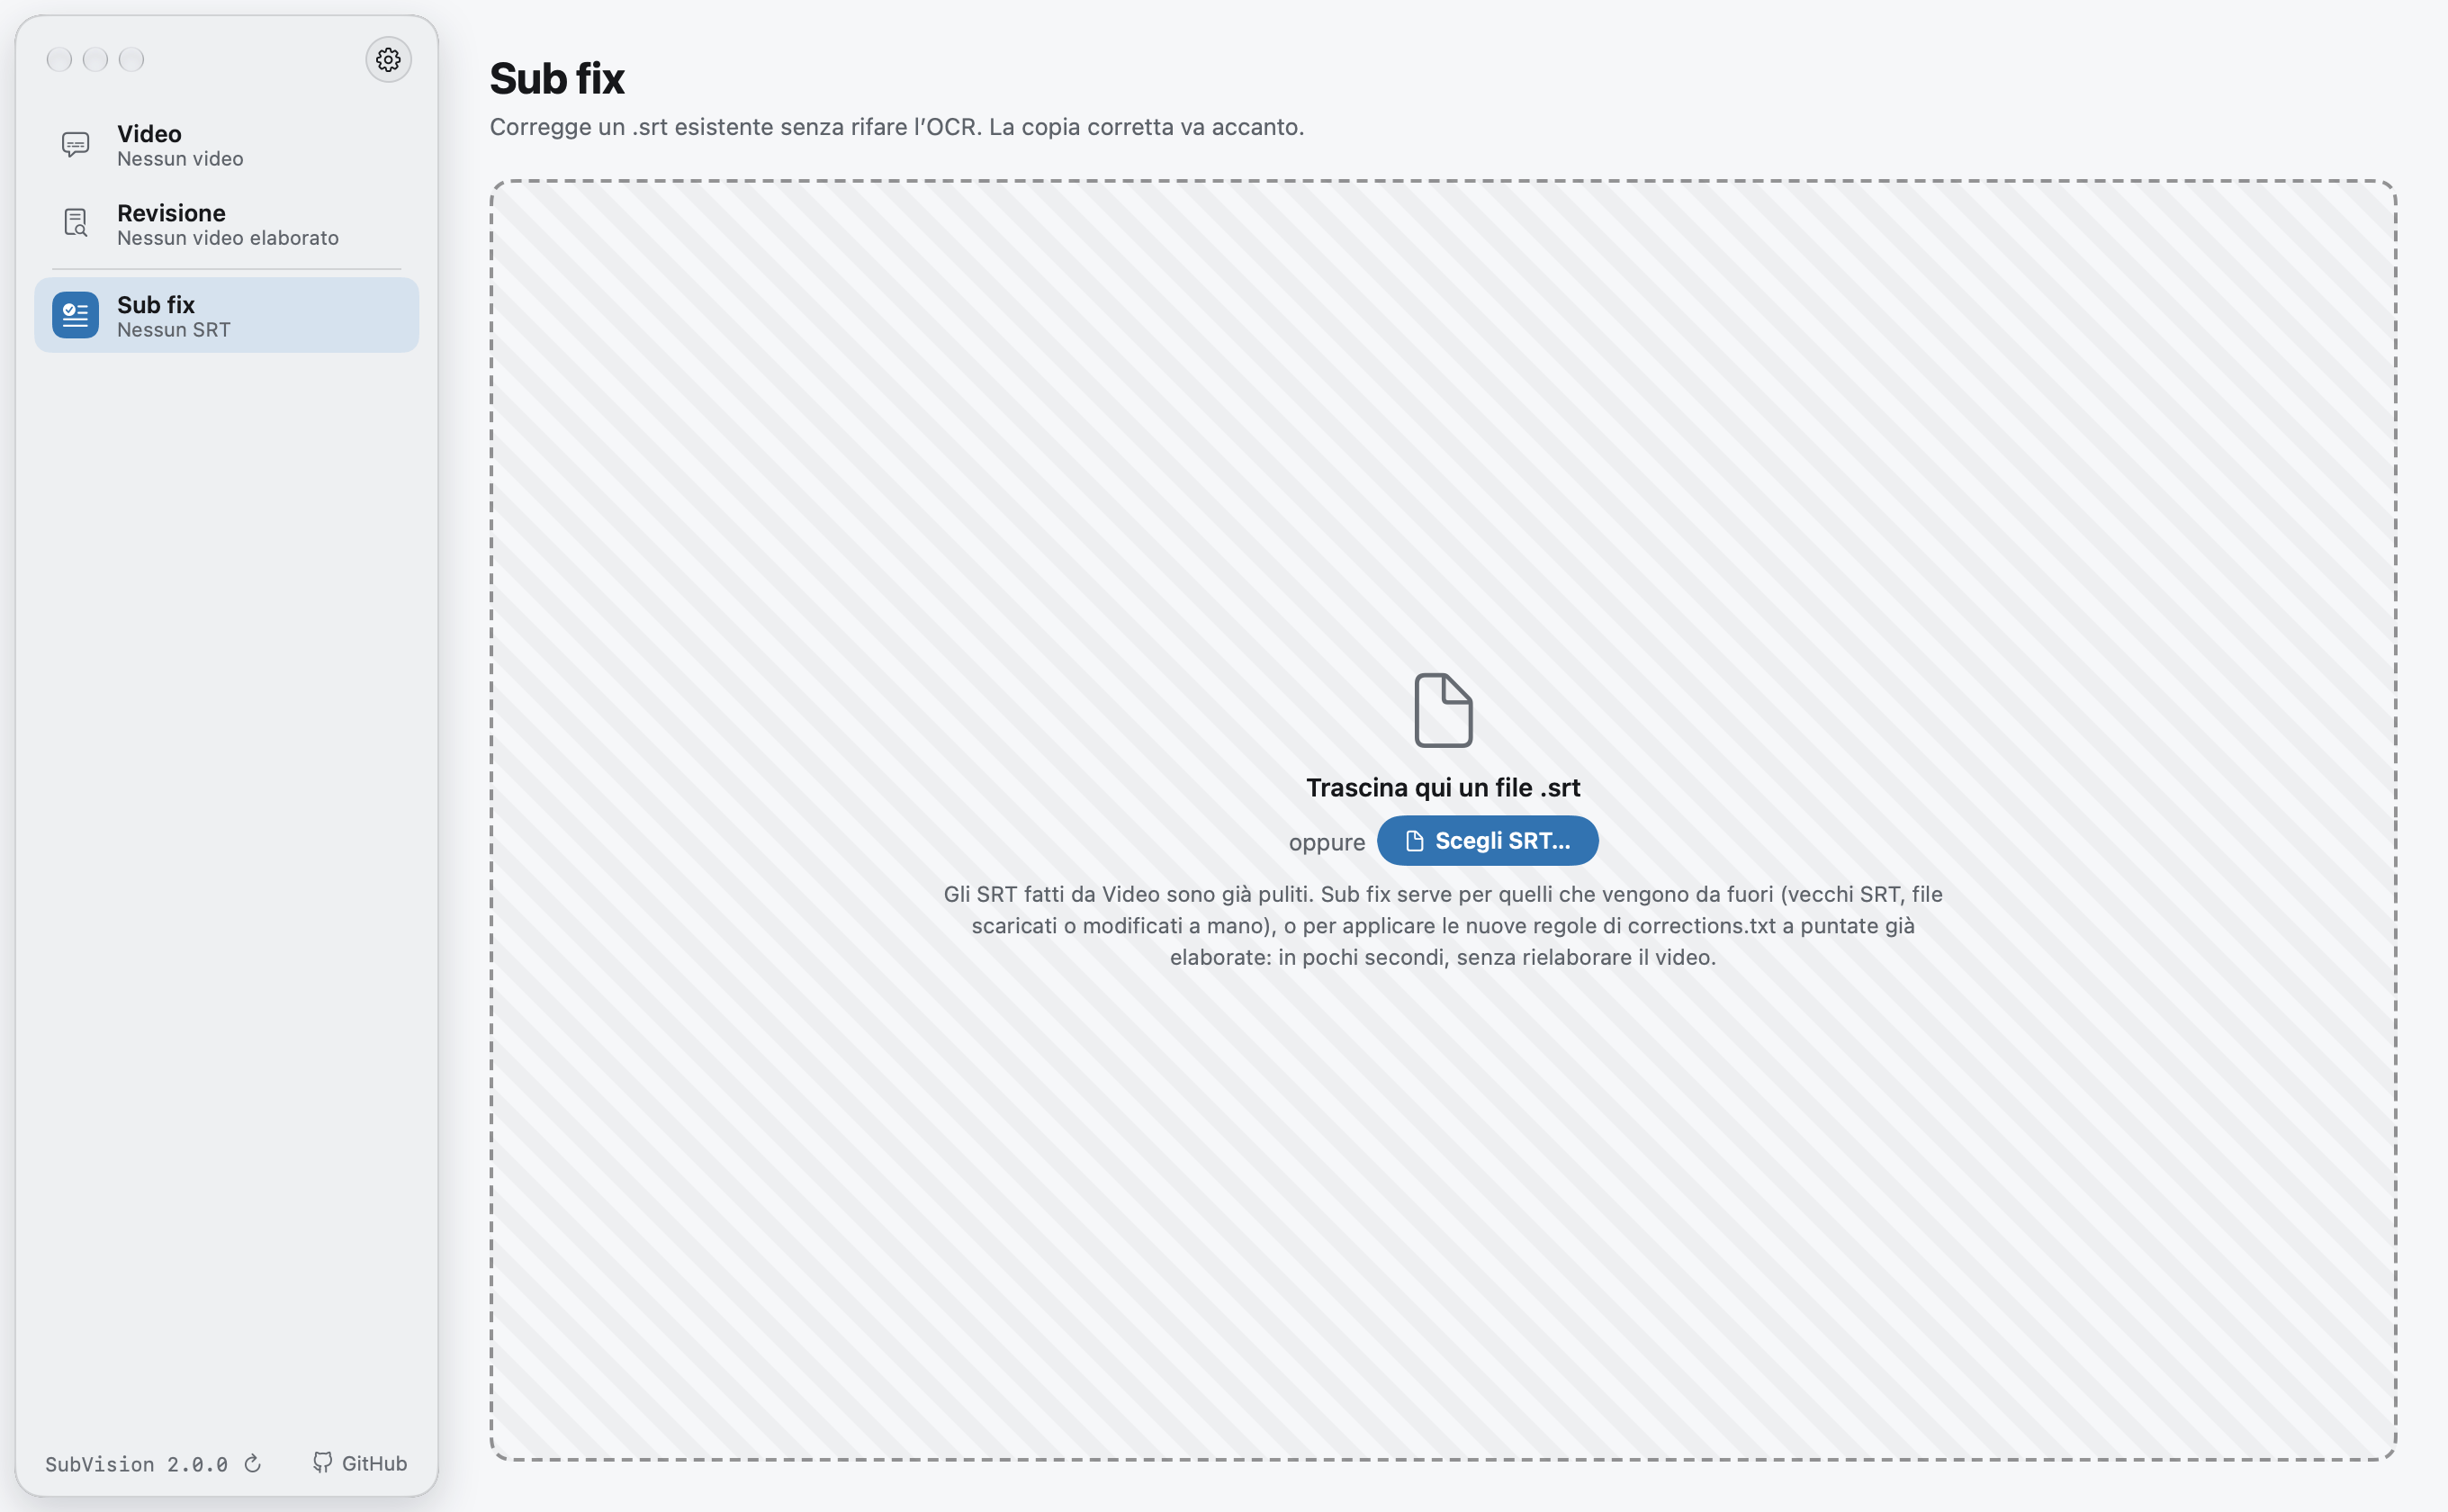 Video
Nessun video
Revisione
Nessun video elaborato
Sub fix
Nessun SRT
SubVision 2.0.0
GitHub
Sub fix
Corregge un .srt esistente senza rifare l’OCR. La copia corretta va accanto.
Trascina qui un file .srt
oppure
Scegli SRT...
Gli SRT fatti da Video sono già puliti. Sub fix serve per quelli che vengono da fuori (vecchi SRT, file
scaricati o modificati a mano), o per applicare le nuove regole di corrections.txt a puntate già
elaborate: in pochi secondi, senza rielaborare il video.